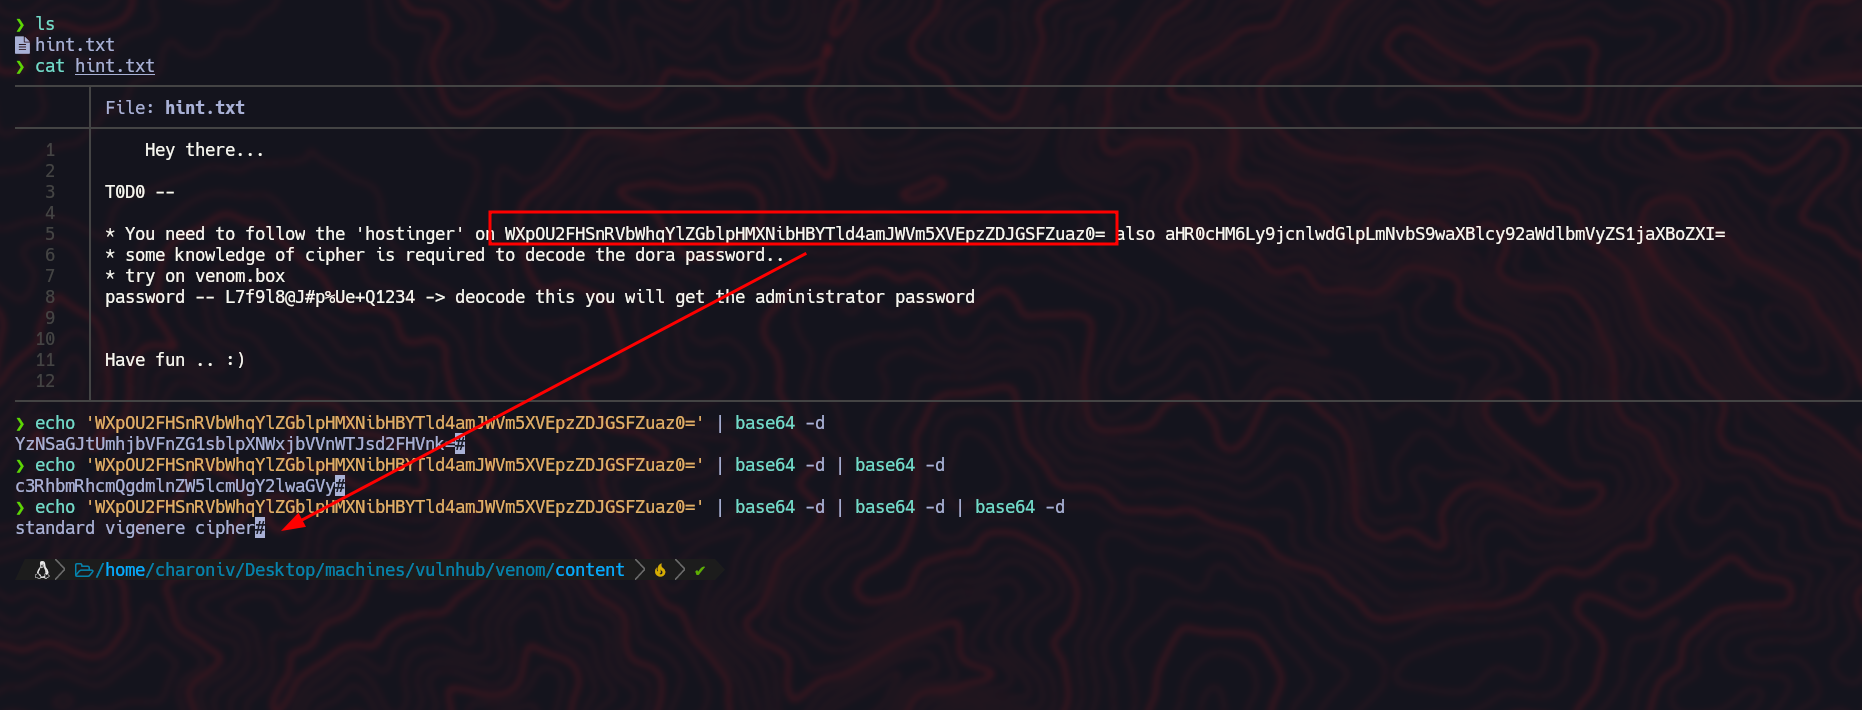 ❯ ls
hint.txt
❯ cat hint.txt
File: hint.txt
1 Hey there...
2
3 T0D0 --
4
5 * You need to follow the 'hostinger' on WXpOU2FHSnRVbWhqYlZGblpHMXNibHBYTld4amJWVm5XVEpzZDJGSFZuaz0= also aHR0cHM6Ly9jcnlwdGlpLmNvbS9waXBlcy92aWdlbmVyZS1jaXBoZXI=
6 * some knowledge of cipher is required to decode the dora password..
7 * try on venom.box
8 password -- L7f9l8@J#p%Ue+Q1234 -> deocode this you will get the administrator password
9
10
11 Have fun .. :)
12
❯ echo 'WXpOU2FHSnRVbWhqYlZGblpHMXNibHBYTld4amJWVm5XVEpzZDJGSFZuaz0=' | base64 -d
YzNSaGJtUmhjbVFnZG1sblpXNWxjbVVnWTJsd2FHVnk=#
❯ echo 'WXpOU2FHSnRVbWhqYlZGblpHMXNibHBYTld4amJWVm5XVEpzZDJGSFZuaz0=' | base64 -d | base64 -d
c3RhbmRhcmQgdmlnZW5lcmUgY2lwaGVy#
❯ echo 'WXpOU2FHSnRVbWhqYlZGblpHMXNibHBYTld4amJWVm5XVEpzZDJGSFZuaz0=' | base64 -d | base64 -d | base64 -d
standard vigenere cipher#
/home/charoniv/Desktop/machines/vulnhub/venom/content ✔